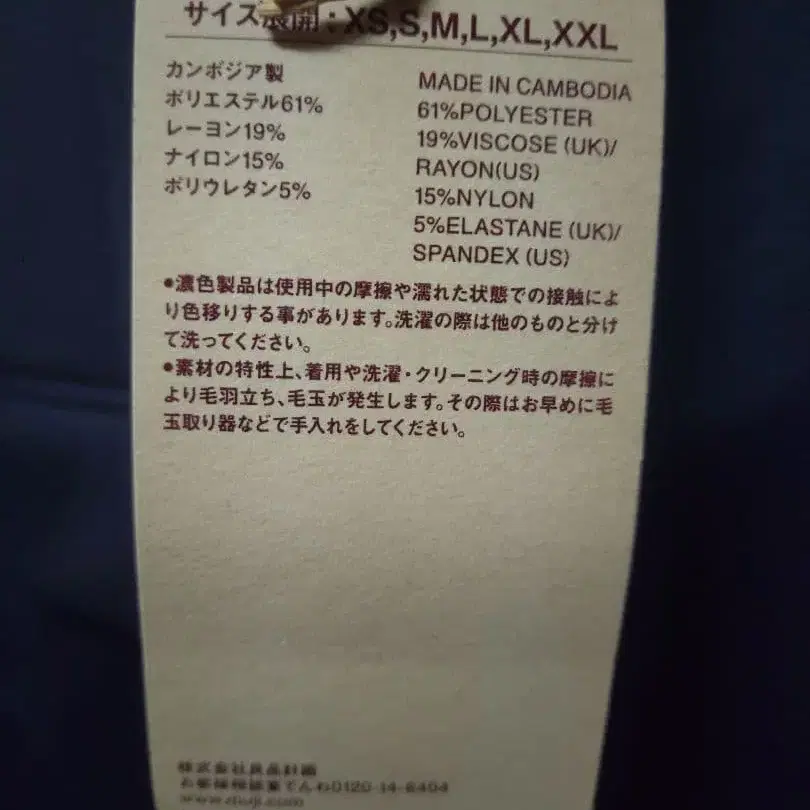 サイズ展開:XS,S,M,L,XL,XXL
カンボジア製
ポリエステル61%
レーヨン19%
ナイロン15%
ポリウレタン5%
MADE IN CAMBODIA
61%POLYESTER
19%VISCOSE (UK)/
RAYON(US)
15%NYLON
5%ELASTANE (UK)/
SPANDEX (US)
●濃色製品は使用中の摩擦や濡れた状態での接触によ
り色移りする事があります。洗濯の際は他のものと分け
て洗ってください。
●素材の特性上、着用や洗濯・クリーニング時の摩擦に
より毛羽立ち、毛玉が発生します。その際はお早めに毛
玉取り器などで手入れをしてください。
株式会社良品計画
0120-14-6404
www.muji.com